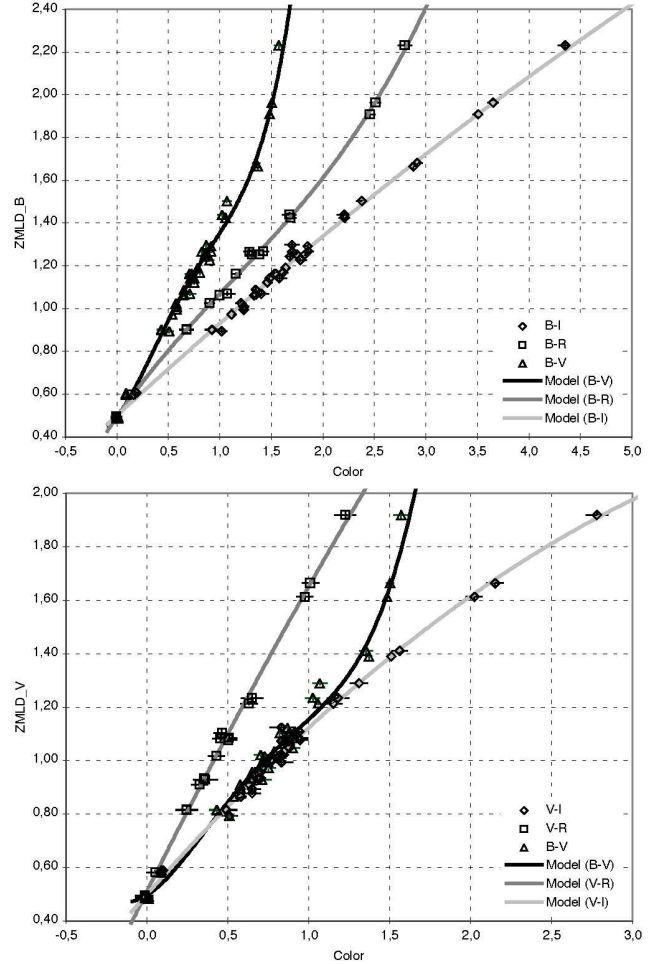 2,40
2,20
2,00
1,80
1,60
1,40
1,20
1,00
0,80
0,60
0,40
ZMLD_B
B-I
B-R
B-V
Model (B-V)
Model (B-R)
Model (B-I)
-0,5 0,0 0,5 1,0 1,5 2,0 2,5 3,0 3,5 4,0 4,5 5,0
Color
2,00
1,80
1,60
1,40
1,20
1,00
0,80
0,60
0,40
ZMLD_V
V-I
V-R
B-V
Model (B-V)
Model (V-R)
Model (V-I)
-0,5 0,0 0,5 1,0 1,5 2,0 2,5 3,0
Color